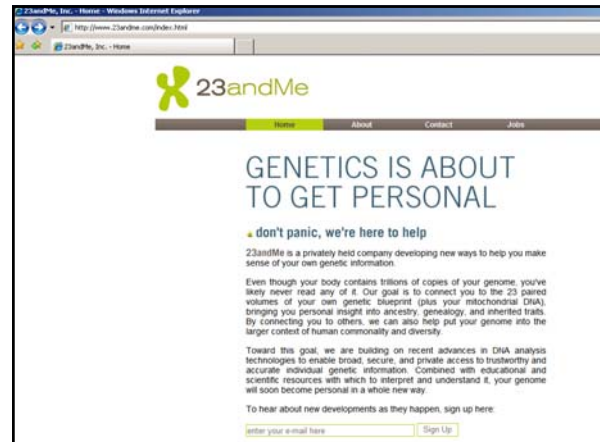 23andMe, Inc. - Home - Windows Internet Explorer
http://www.23andme.com/index.html
23andMe, Inc. - Home
23andMe
Home About Contact Jobs
GENETICS IS ABOUT
TO GET PERSONAL
don't panic, we're here to help
23andMe is a privately held company developing new ways to help you make
sense of your own genetic information.
Even though your body contains trillions of copies of your genome, you've
likely never read any of it. Our goal is to connect you to the 23 paired
volumes of your own genetic blueprint (plus your mitochondrial DNA),
bringing you personal insight into ancestry, genealogy, and inherited traits.
By connecting you to others, we can also help put your genome into the
larger context of human commonality and diversity.
Toward this goal, we are building on recent advances in DNA analysis
technologies to enable broad, secure, and private access to trustworthy and
accurate individual genetic information. Combined with educational and
scientific resources with which to interpret and understand it, your genome
will soon become personal in a whole new way.
To hear about new developments as they happen, sign up here:
enter your e-mail here Sign Up